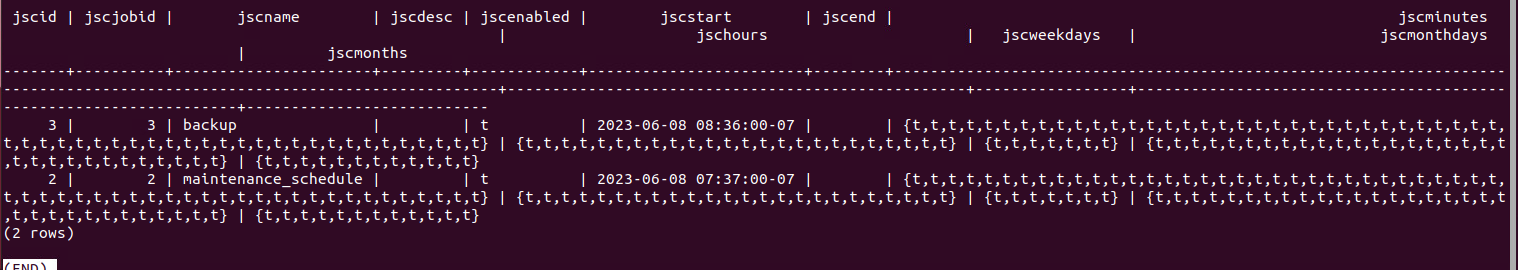 jscid | jscjobid |       jscname        | jscdesc | jscenabled |        jscstart        | jscend |                                                        jscminutes
                                                       |                     jschours                      |   jscweekdays   |                           jscmonthdays
                          |         jscmonths
-------+----------+----------------------+---------+------------+------------------------+--------+--------------------------------------------------------------------
-------------------------------------------------------+---------------------------------------------------+-----------------+-----------------------------------------
--------------------------+---------------------------
     3 |        3 | backup               |         | t          | 2023-06-08 08:36:00-07 |        | {t,t,t,t,t,t,t,t,t,t,t,t,t,t,t,t,t,t,t,t,t,t,t,t,t,t,t,t,t,t,t,t,t,
t,t,t,t,t,t,t,t,t,t,t,t,t,t,t,t,t,t,t,t,t,t,t,t,t,t,t} | {t,t,t,t,t,t,t,t,t,t,t,t,t,t,t,t,t,t,t,t,t,t,t,t} | {t,t,t,t,t,t,t} | {t,t,t,t,t,t,t,t,t,t,t,t,t,t,t,t,t,t,t,t
,t,t,t,t,t,t,t,t,t,t,t,t} | {t,t,t,t,t,t,t,t,t,t,t,t}
     2 |        2 | maintenance_schedule |         | t          | 2023-06-08 07:37:00-07 |        | {t,t,t,t,t,t,t,t,t,t,t,t,t,t,t,t,t,t,t,t,t,t,t,t,t,t,t,t,t,t,t,t,t,
t,t,t,t,t,t,t,t,t,t,t,t,t,t,t,t,t,t,t,t,t,t,t,t,t,t,t} | {t,t,t,t,t,t,t,t,t,t,t,t,t,t,t,t,t,t,t,t,t,t,t,t} | {t,t,t,t,t,t,t} | {t,t,t,t,t,t,t,t,t,t,t,t,t,t,t,t,t,t,t,t
,t,t,t,t,t,t,t,t,t,t,t,t} | {t,t,t,t,t,t,t,t,t,t,t,t}
(2 rows)
(END)